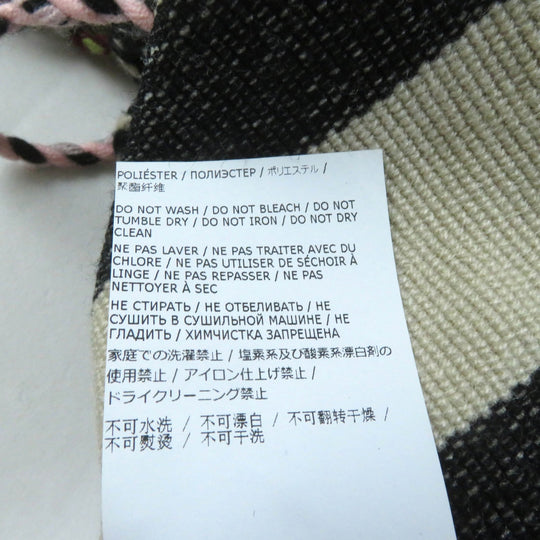 POLIÉSTER / ПОЛИЭСТЕР / ポリエステル /
聚酯纤维
DO NOT WASH / DO NOT BLEACH / DO NOT
TUMBLE DRY / DO NOT IRON / DO NOT DRY
CLEAN
NE PAS LAVER / NE PAS TRAITER AVEC DU
CHLORE / NE PAS UTILISER DE SÉCHOIR À
LINGE / NE PAS REPASSER / NE PAS
NETTOYER À SEC
НЕ СТИРАТЬ / НЕ ОТБЕЛИВАТЬ / НЕ
СУШИТЬ В СУШИЛЬНОЙ МАШИНЕ / НЕ
ГЛАДИТЬ / ХИМЧИСТКА ЗАПРЕЩЕНА
家庭での洗濯禁止 / 塩素系及び酸素系漂白剤の
使用禁止 / アイロン仕上げ禁止 /
ドライクリーニング禁止
不可水洗 / 不可漂白 / 不可翻转干燥 /
不可熨烫 / 不可干洗